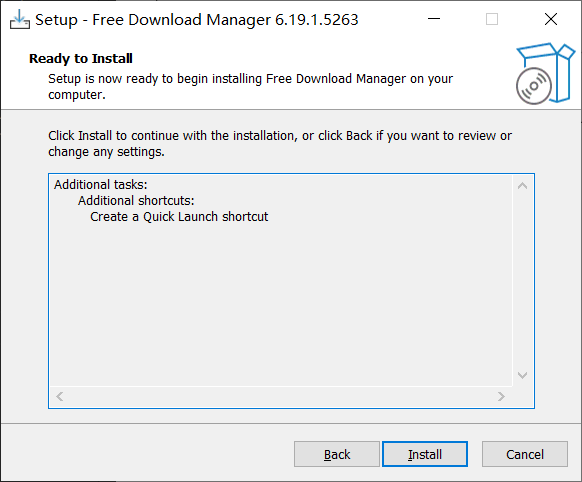 Setup - Free Download Manager 6.19.1.5263
Ready to Install
Setup is now ready to begin installing Free Download Manager on your
computer.
Click Install to continue with the installation, or click Back if you want to review or
change any settings.
Additional tasks:
Additional shortcuts:
Create a Quick Launch shortcut
Back
Install
Cancel